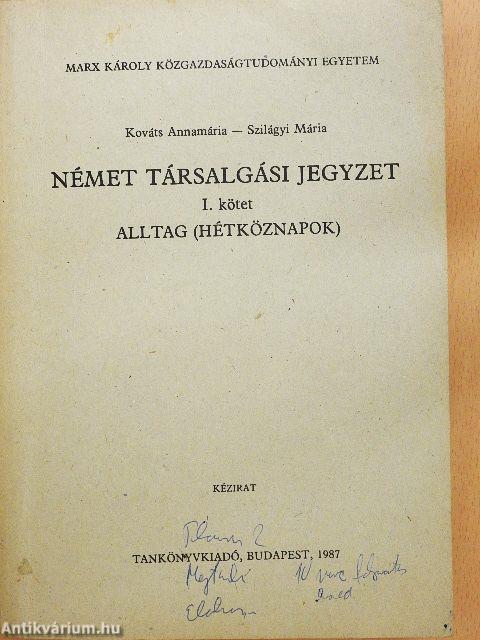 MARX KÁROLY KÖZGAZDASÁGTUDOMÁNYI EGYETEM
Kováts Annamária — Szilágyi Mária
NÉMET TÁRSALGÁSI JEGYZET
I. kötet
ALLTAG (HÉTKÖZNAPOK)
KÉZIRAT
TANKÖNYVKIADÓ, BUDAPEST, 1987
Antikvárium.hu